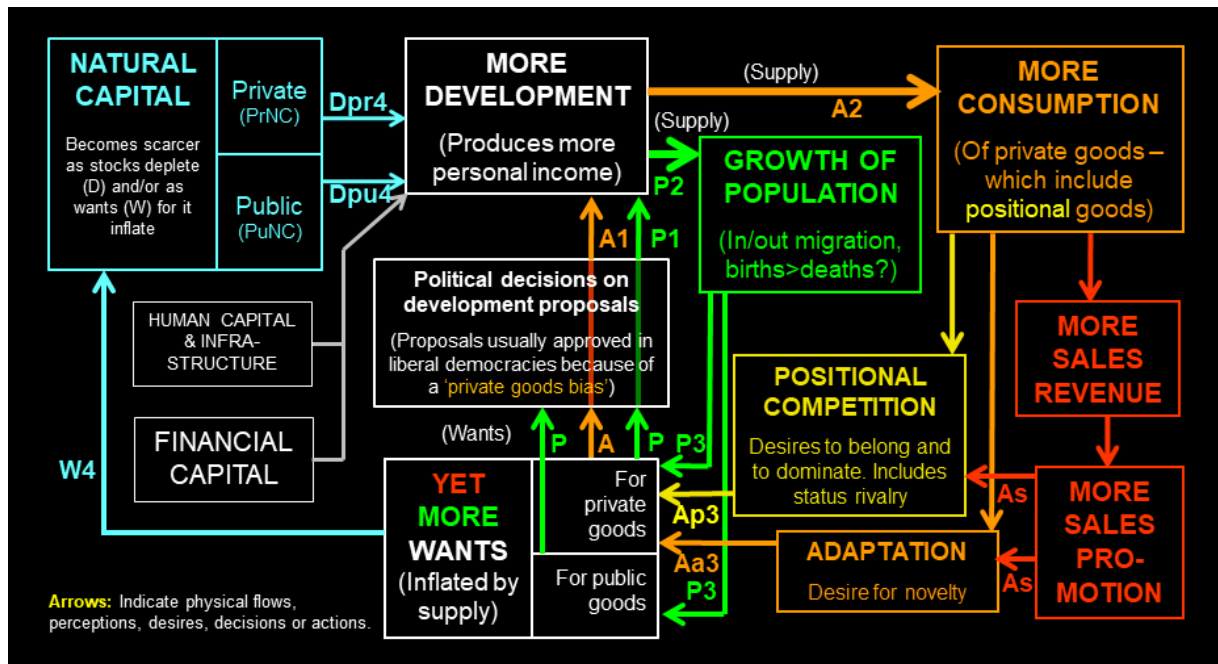 NATURAL
CAPITAL
Becomes scarcer
as stocks deplete
(D) and/or as
wants (W) for it
inflate
Private
(PrNC)
Public
(PuNC)
Dpr4
Dpu4
MORE
DEVELOPMENT
(Produces more
personal income)
(Supply)
A2
(Supply)
P2
MORE
CONSUMPTION
(Of private goods –
which include
positional goods)
GROWTH OF
POPULATION
(In/out migration,
births>deaths?)
A1
P1
Political decisions on
development proposals
(Proposals usually approved in
liberal democracies because of
a ‘private goods bias’)
HUMAN CAPITAL
& INFRA-
STRUCTURE
FINANCIAL
CAPITAL
MORE
SALES
REVENUE
POSITIONAL
COMPETITION
Desires to belong and
to dominate. Includes
status rivalry
(Wants)
P
A
P
P3
W4
YET
MORE
WANTS
(Inflated by
supply)
For
private
goods
For public
goods
Ap3
Aa3
P3
As
As
MORE
SALES
PRO-
MOTION
ADAPTATION
Desire for novelty
Arrows: Indicate physical flows,
perceptions, desires, decisions or actions.